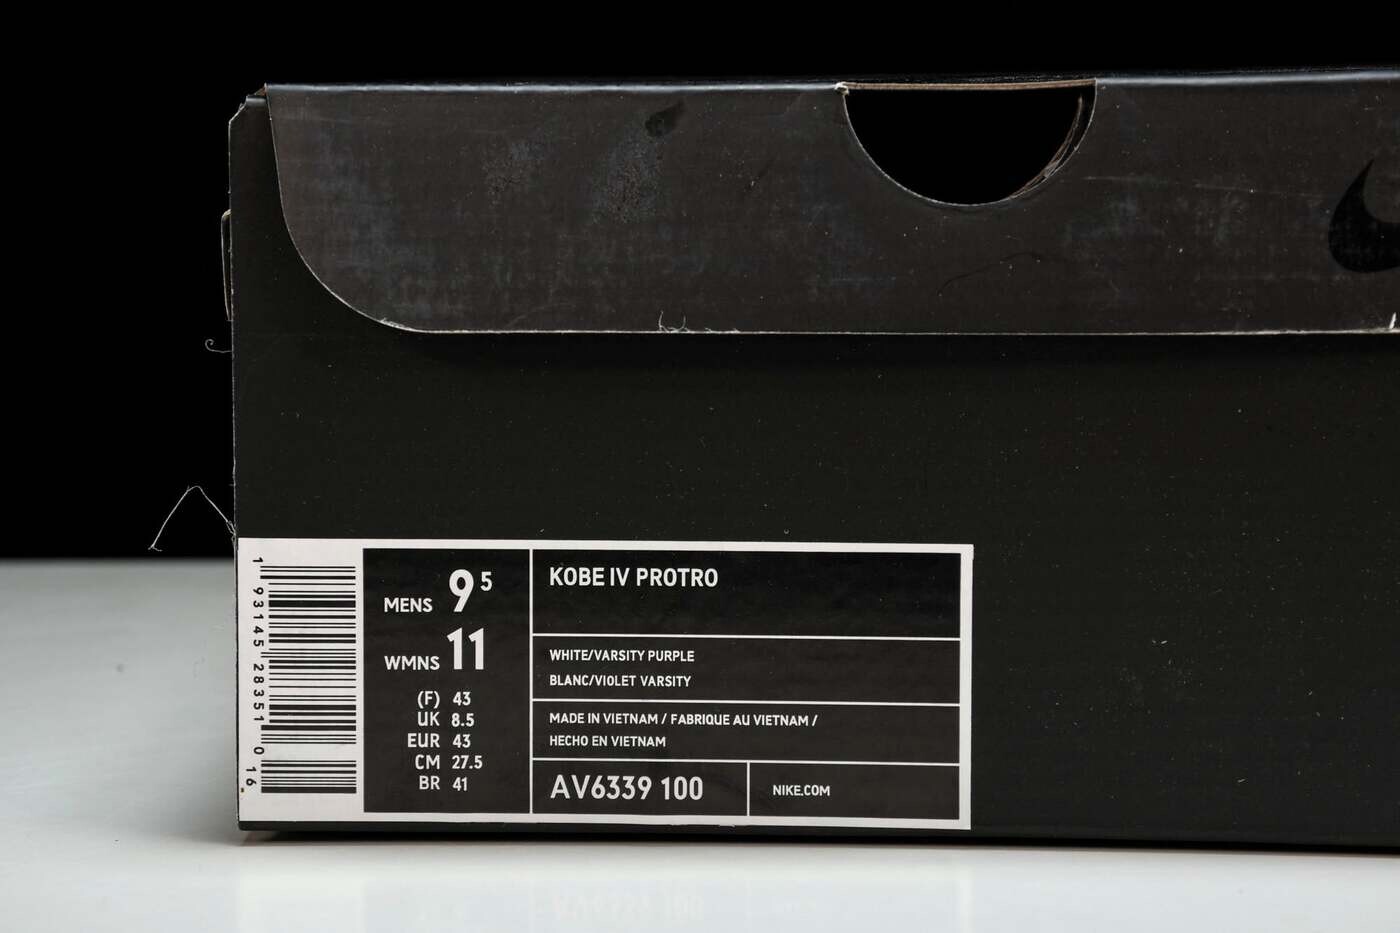 1 93145 28351 0 16
MENS 9 5
WMNS 11
(F) 43
UK 8.5
EUR 43
CM 27.5
BR 41
KOBE IV PROTRO
WHITE/VARSITY PURPLE
BLANC/VIOLET VARSITY
MADE IN VIETNAM / FABRIQUE AU VIETNAM /
HECHO EN VIETNAM
AV6339 100
NIKE.COM